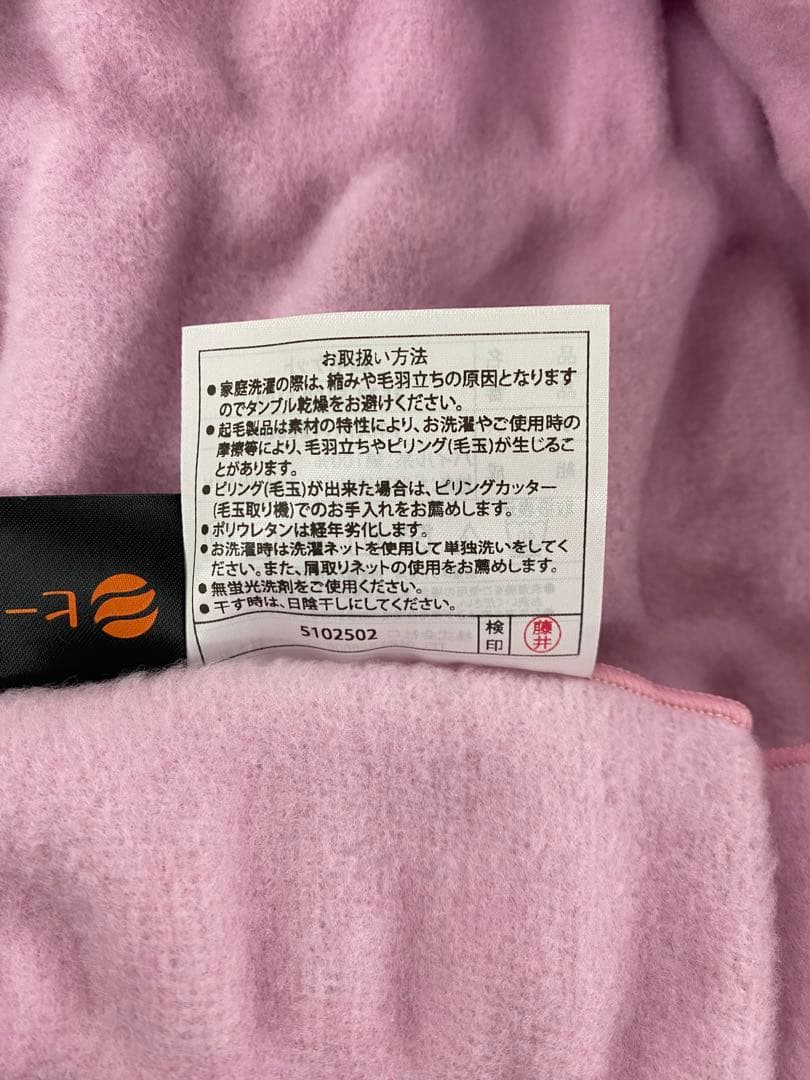 お取扱い方法
●家庭洗濯の際は、縮みや毛羽立ちの原因となります
のでタンブル乾燥をお避けください。
●起毛製品は素材の特性により、お洗濯やご使用時の
摩擦等により、毛羽立ちやピリング(毛玉)が生じるこ
とがあります。
●ピリング(毛玉)が出来た場合は、ピリングカッター
(毛玉取り機)でのお手入れをお薦めします。
●ポリウレタンは経年劣化します。
●お洗濯時は洗濯ネットを使用して単独洗いをしてく
ださい。また、屑取りネットの使用をお薦めします。
●無蛍光洗剤をご使用ください。
●干す時は、日陰干しにしてください。
5102502
検印
藤井
ヒー